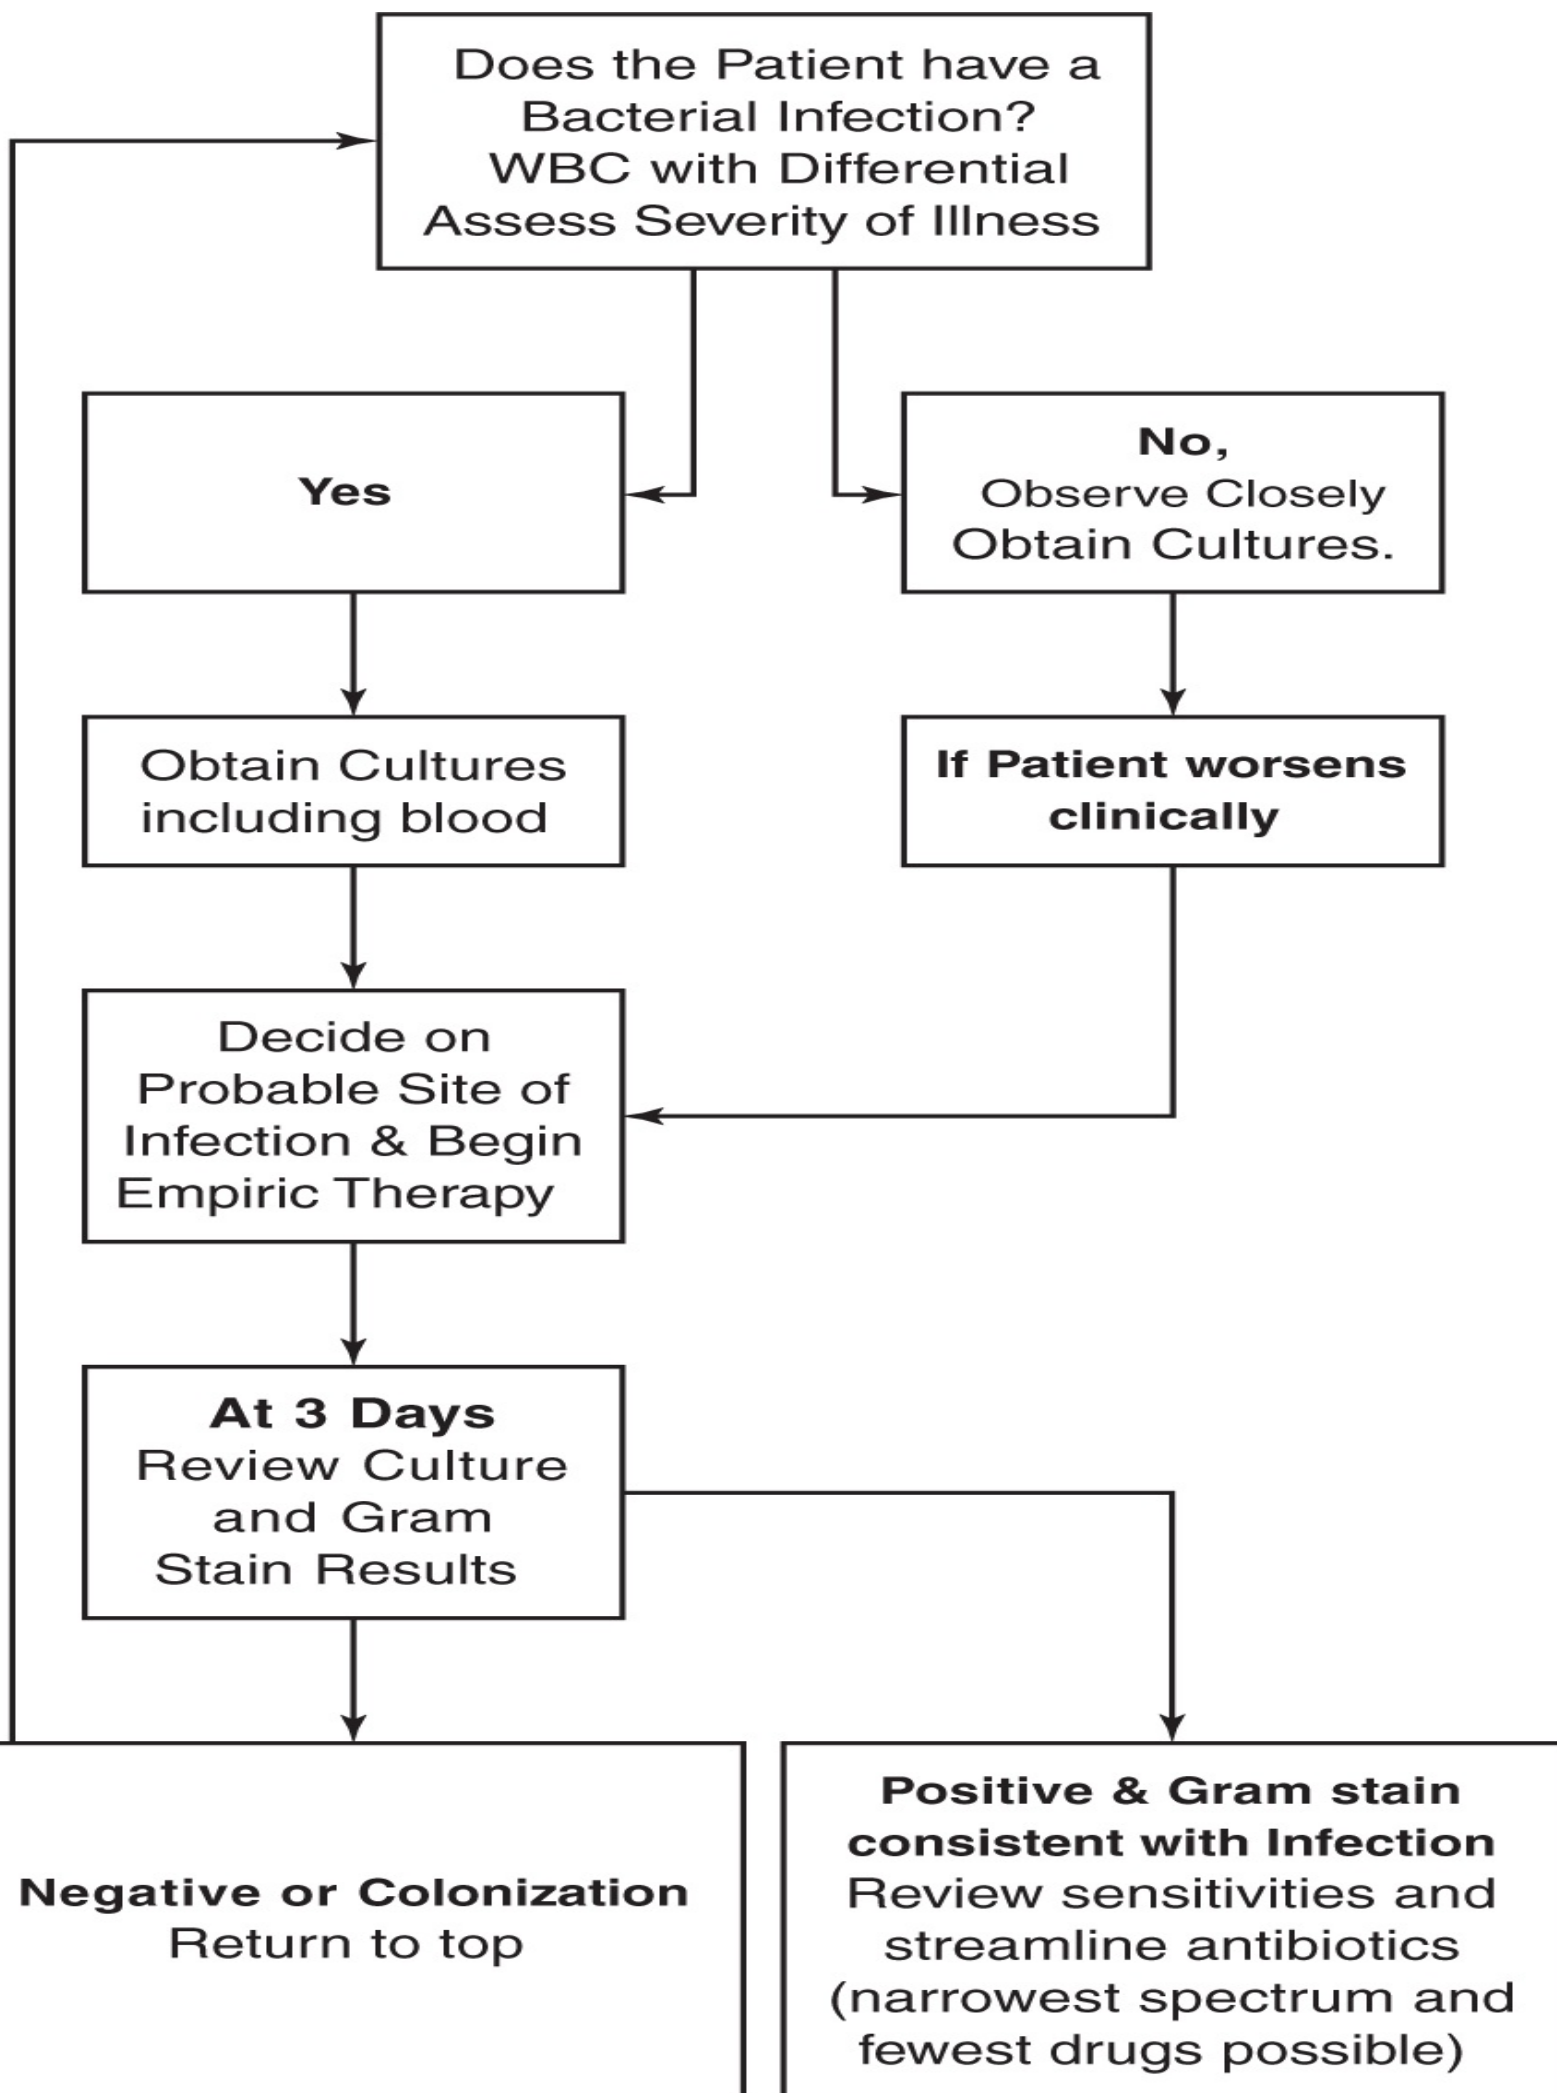 Does the Patient have a
Bacterial Infection?
WBC with Differential
Assess Severity of Illness
Yes
No,
Observe Closely
Obtain Cultures.
Obtain Cultures
including blood
If Patient worsens
clinically
Decide on
Probable Site of
Infection & Begin
Empiric Therapy
At 3 Days
Review Culture
and Gram
Stain Results
Negative or Colonization
Return to top
Positive & Gram stain
consistent with Infection
Review sensitivities and
streamline antibiotics
(narrowest spectrum and
fewest drugs possible)